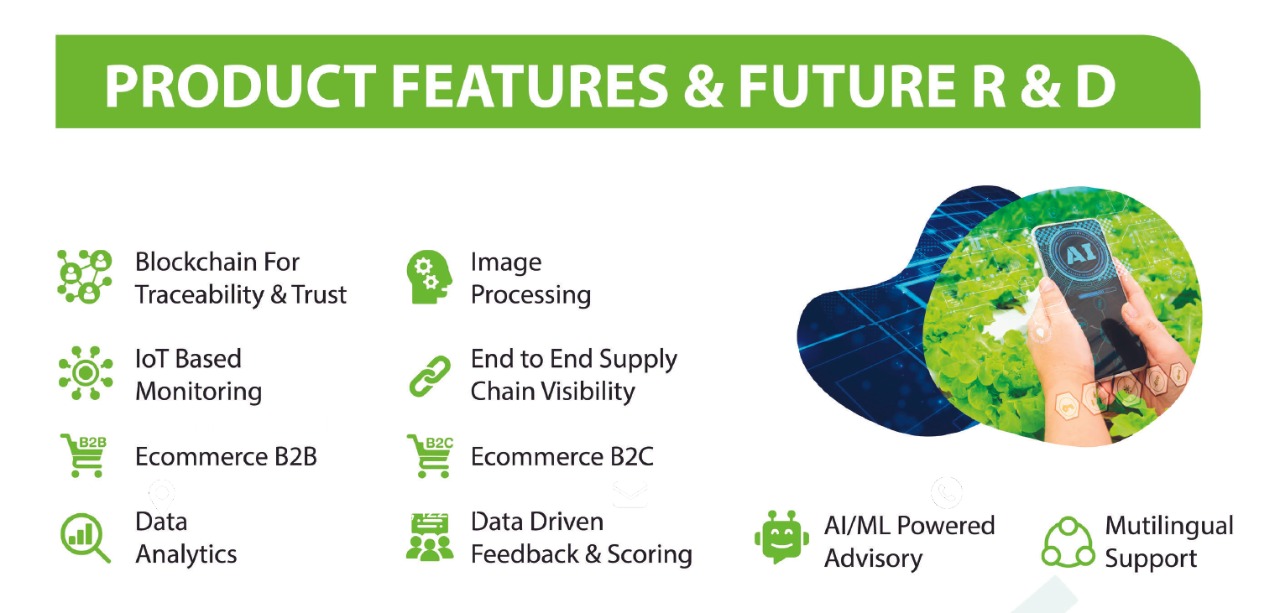 PRODUCT FEATURES & FUTURE R & D
Blockchain For
Traceability & Trust
Image
Processing
AI
IoT Based
Monitoring
End to End Supply
Chain Visibility
B2B
Ecommerce B2B
B2C
Ecommerce B2C
Data
Analytics
Data Driven
Feedback & Scoring
AI/ML Powered
Advisory
Mutilingual
Support